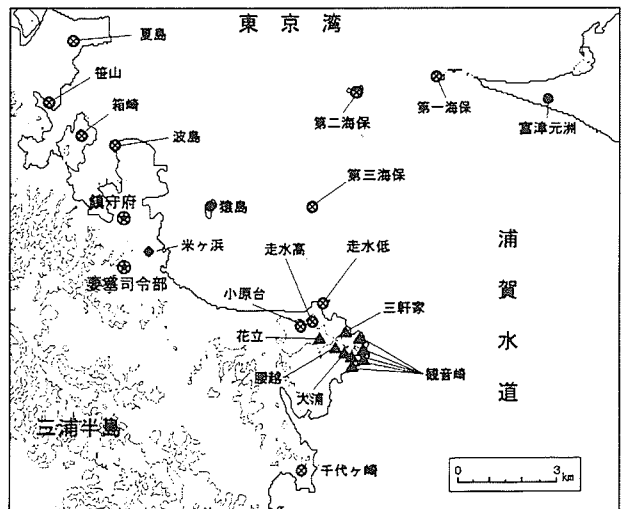 東京湾
夏島
笹山
箱崎
波島
第二海保
第一海保
富津元洲
鎮守府
猿島
第三海保
米ヶ浜
要塞司令部
走水高
走水低
小原台
三軒家
花立
腰越
大浦
観音崎
浦賀水道
三浦半島
千代ヶ崎
0 3km